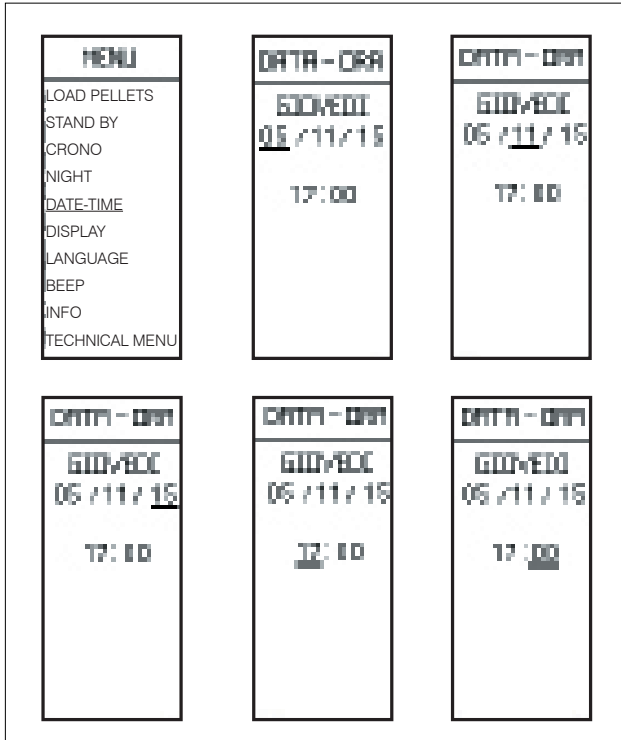 MENU
LOAD PELLETS
STAND BY
CRONO
NIGHT
DATE-TIME
DISPLAY
LANGUAGE
BEEP
INFO
TECHNICAL MENU
DATA-ORA
GIOVEDI
05/11/15
17:00
DATA-ORA
GIOVEDI
05/11/15
17:00
DATA-ORA
GIOVEDI
05/11/15
17:00
DATA-ORA
GIOVEDI
05/11/15
17:00
DATA-ORA
GIOVEDI
05/11/15
17:00